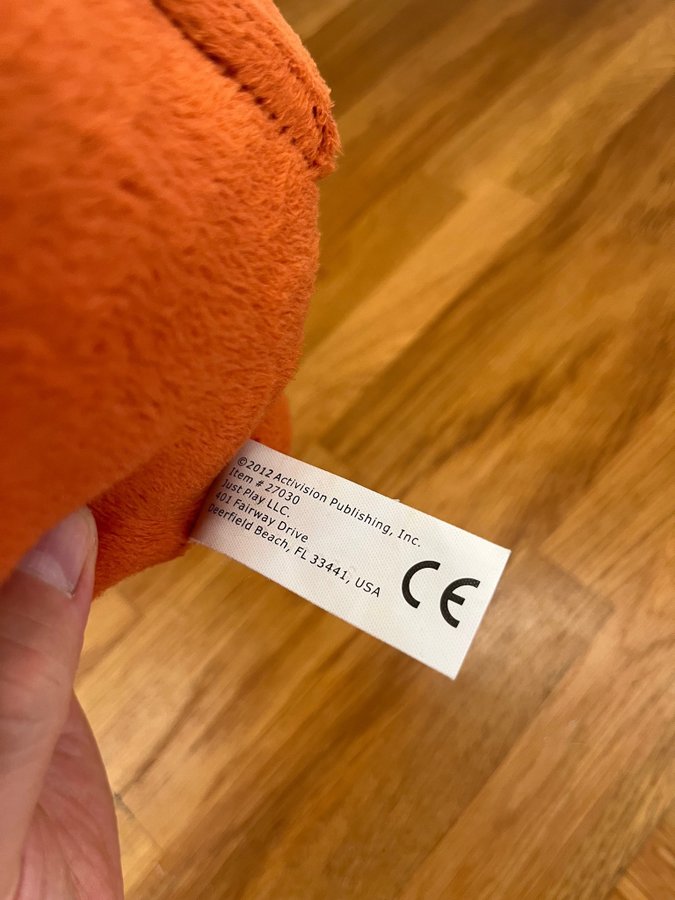 ©2012 Activision Publishing, Inc.
Item # 27030
Just Play LLC.
401 Fairway Drive
Deerfield Beach, FL 33441, USA
CE